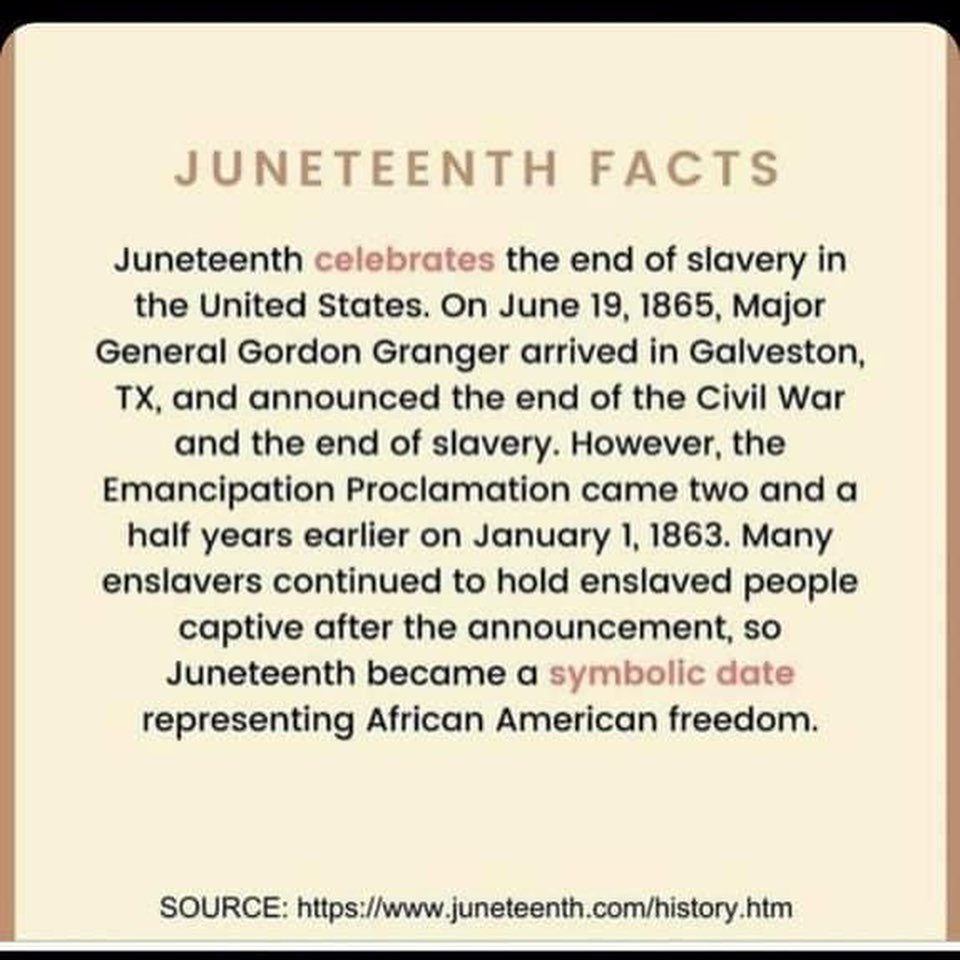 JUNETEENTH FACTS
Juneteenth celebrates the end of slavery in
the United States. On June 19, 1865, Major
General Gordon Granger arrived in Galveston,
TX, and announced the end of the Civil War
and the end of slavery. However, the
Emancipation Proclamation came two and a
half years earlier on January 1, 1863. Many
enslavers continued to hold enslaved people
captive after the announcement, so
Juneteenth became a symbolic date
representing African American freedom.
SOURCE: https://www.juneteenth.com/history.htm